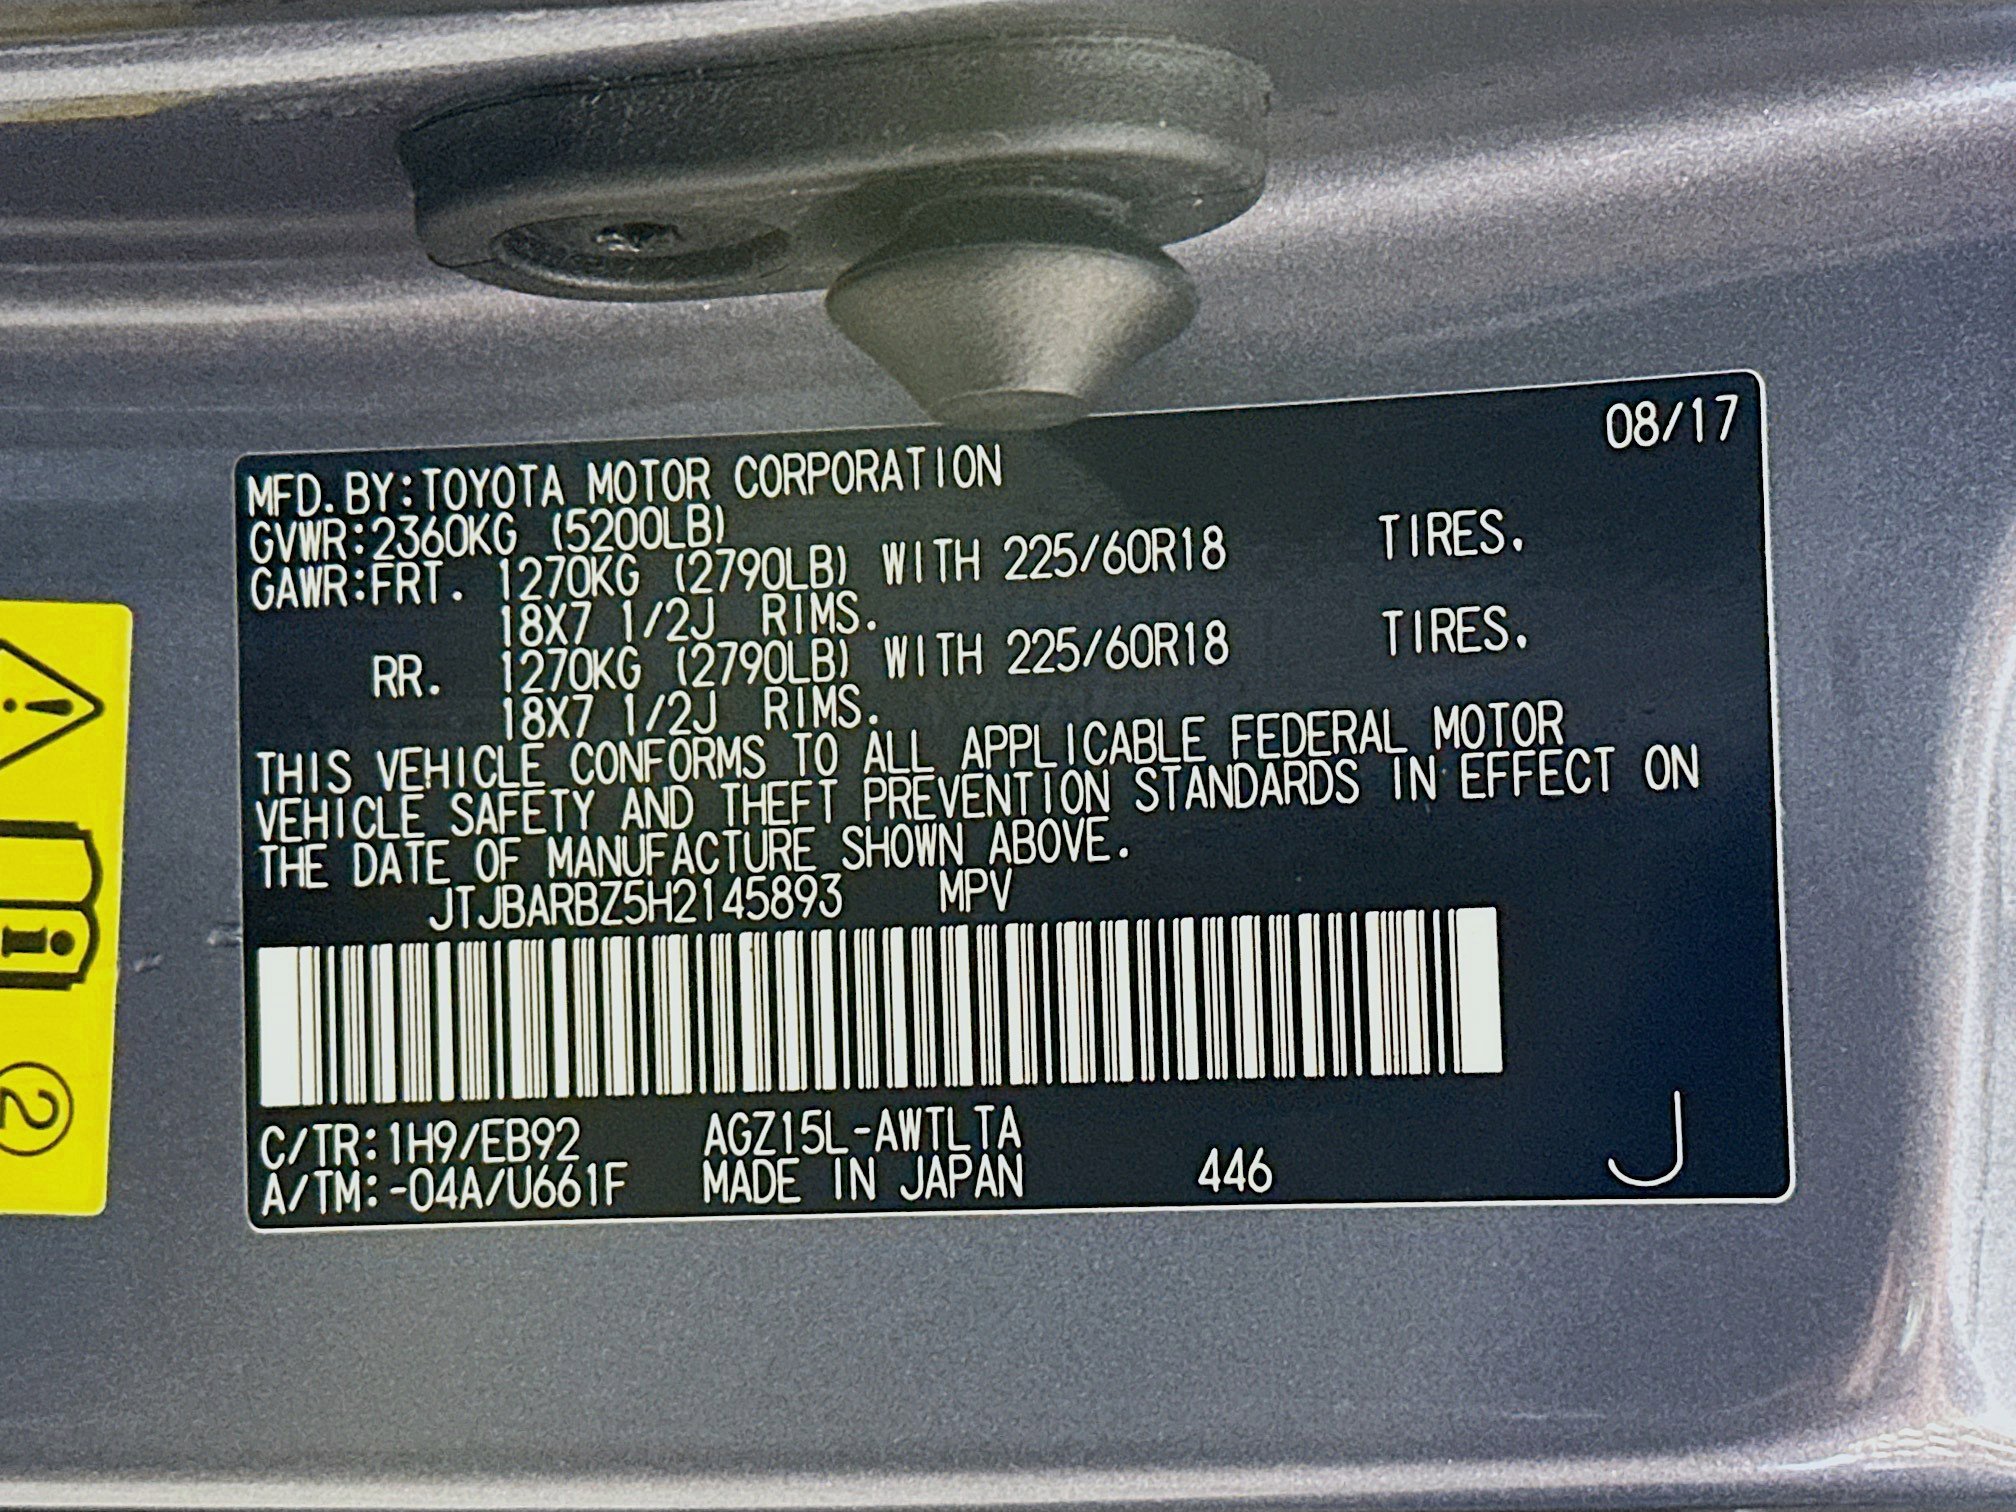 08/17
MFD.BY:TOYOTA MOTOR CORPORATION
GVWR:2360KG (5200LB)
GAWR:FRT. 1270KG (2790LB) WITH 225/60R18 TIRES.
18X7 1/2J RIMS.
RR. 1270KG (2790LB) WITH 225/60R18 TIRES.
18X7 1/2J RIMS.
THIS VEHICLE CONFORMS TO ALL APPLICABLE FEDERAL MOTOR
VEHICLE SAFETY AND THEFT PREVENTION STANDARDS IN EFFECT ON
THE DATE OF MANUFACTURE SHOWN ABOVE.
JTJBARBZ5H2145893 MPV
C/TR:1H9/EB92 AGZ15L-AWTLTA
A/TM:-04A/U661F MADE IN JAPAN 446 J
2